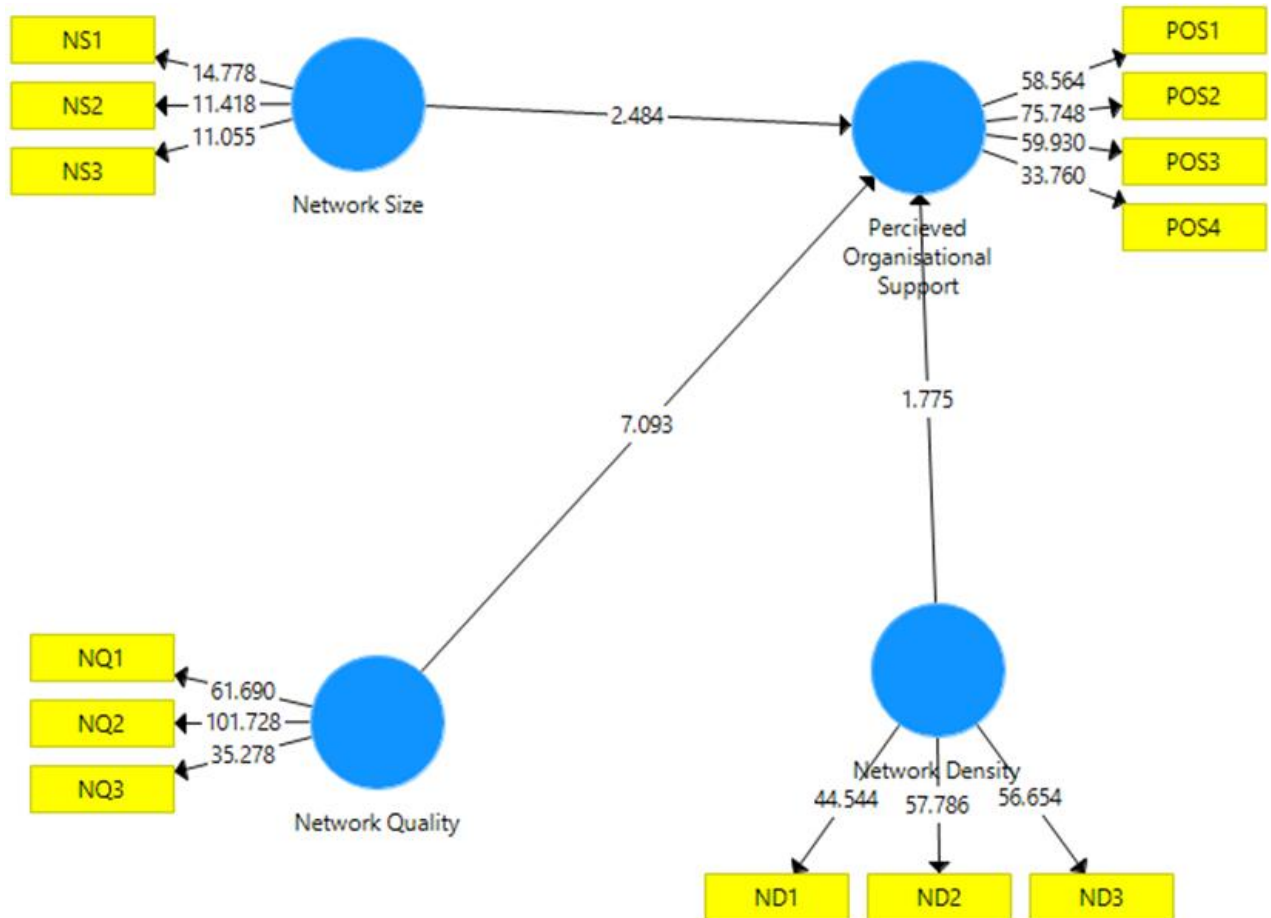 NS1
NS2
NS3
14.778
11.418
11.055
Network Size
2.484
POS1
POS2
POS3
POS4
58.564
75.748
59.930
33.760
Percieved
Organisational
Support
7.093
1.775
NQ1
NQ2
NQ3
61.690
101.728
35.278
Network Quality
Network Density
44.544
57.786
56.654
ND1
ND2
ND3